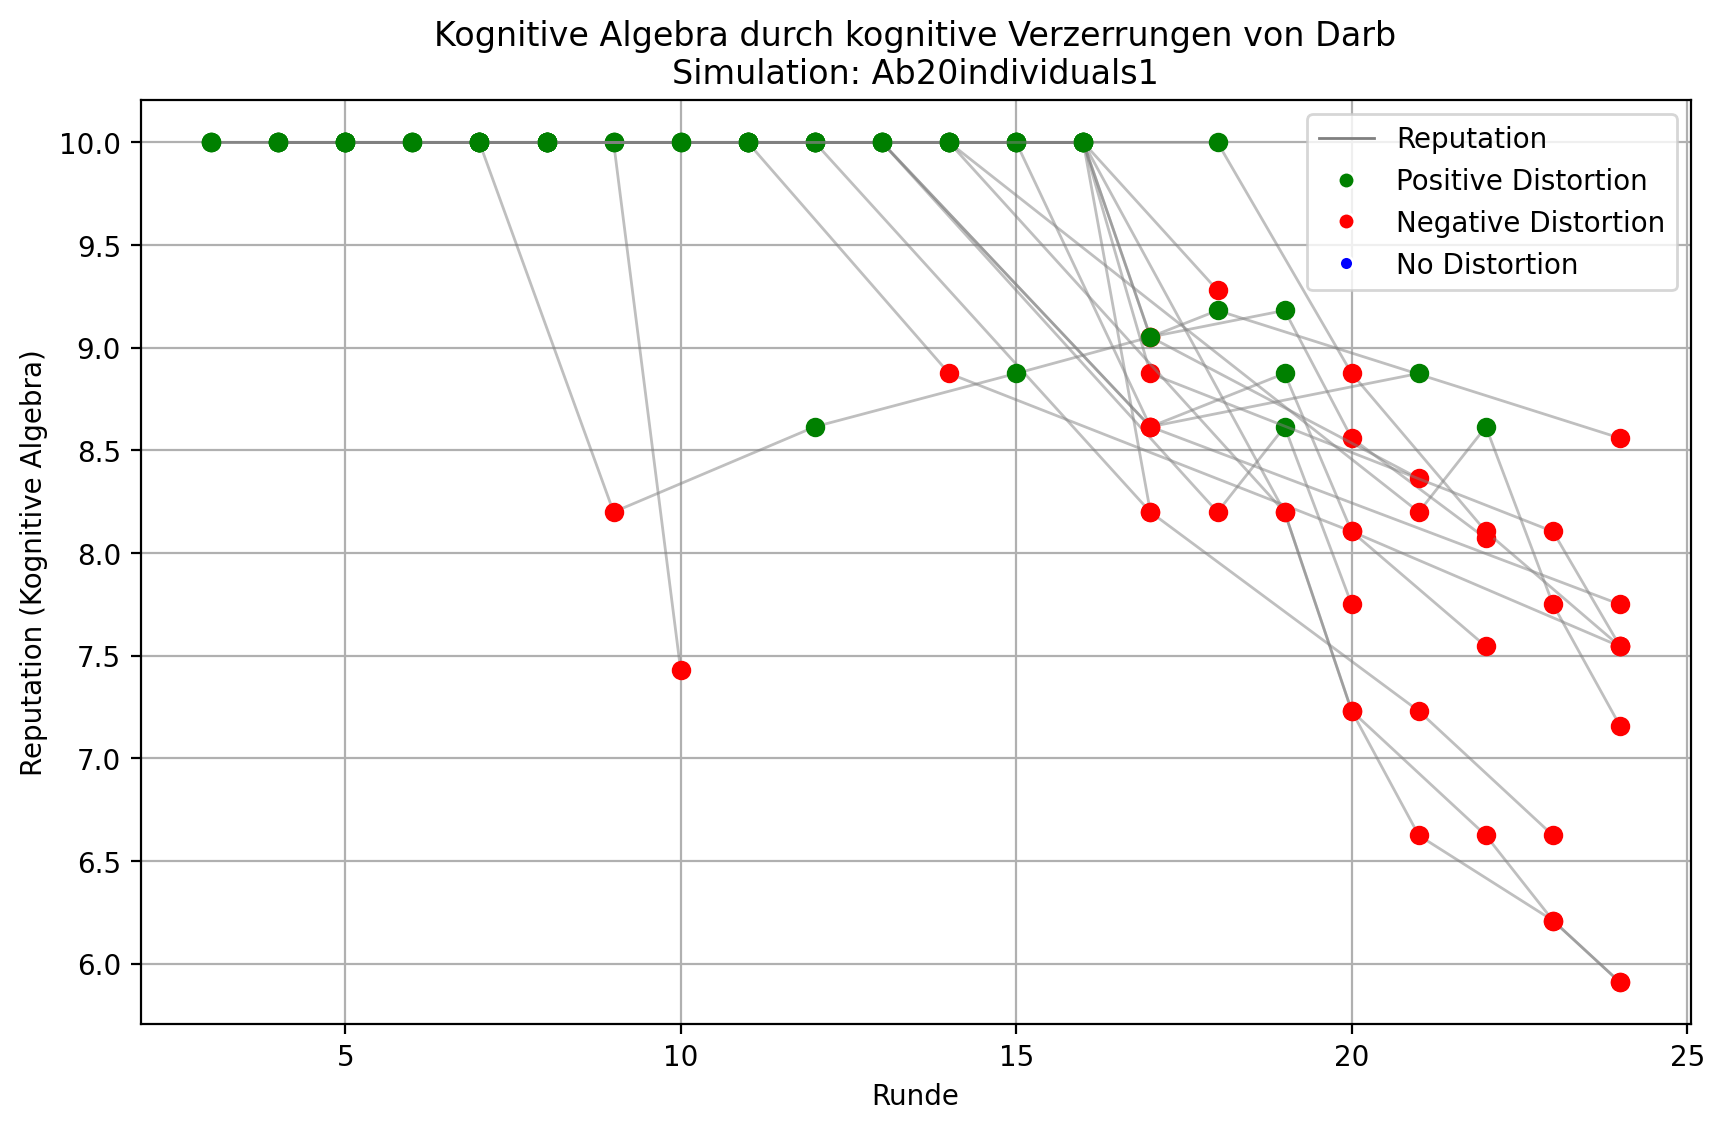 Kognitive Algebra durch kognitive Verzerrungen von Darb
Simulation: Ab20individuals1
Reputation
Positive Distortion
Negative Distortion
No Distortion
Reputation (Kognitive Algebra)
10.0
9.5
9.0
8.5
8.0
7.5
7.0
6.5
6.0
5
10
15
20
25
Runde